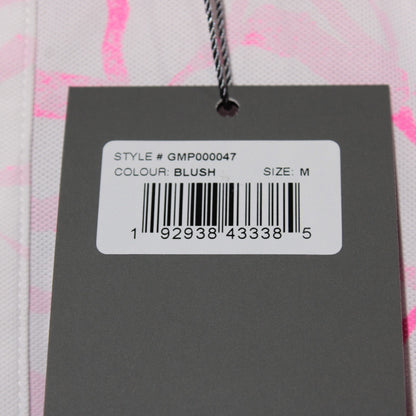 STYLE # GMP000047
COLOUR: BLUSH SIZE: M
1 92938 43338 5